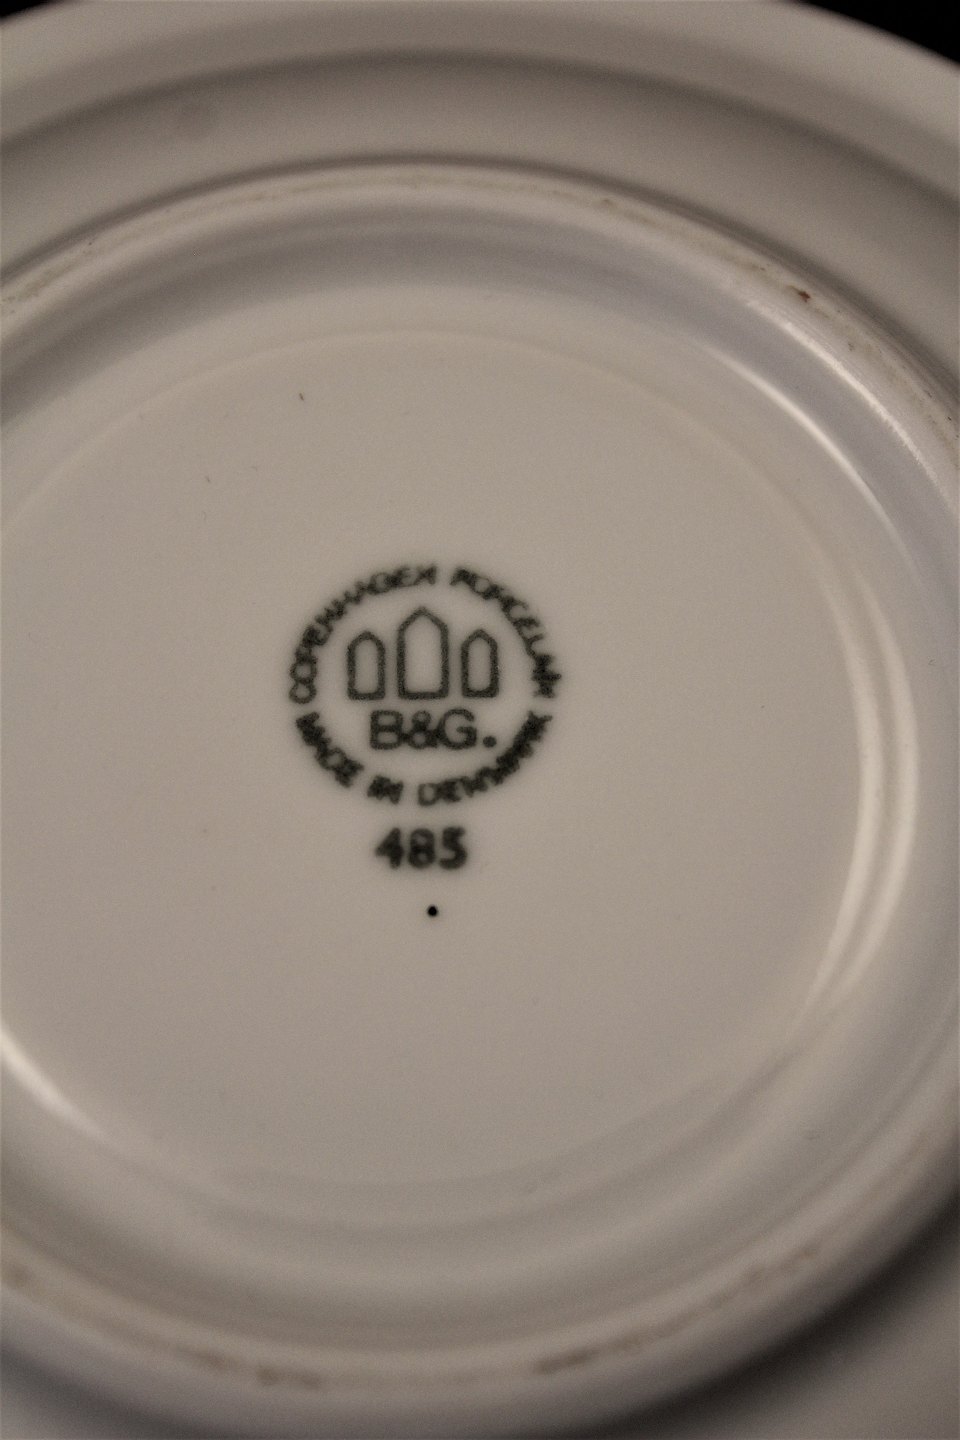 COPENHAGEN PORCELAIN
B&G.
MADE IN DENMARK
485